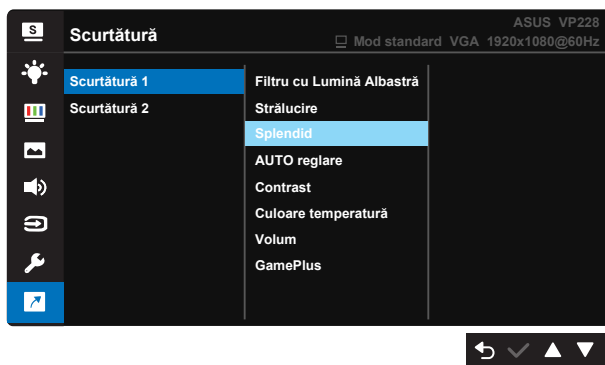 S
Scurtătură
ASUS VP228
Mod standard VGA 1920x1080@60Hz
Scurtătură 1
Scurtătură 2
Filtru cu Lumină Albastră
Strălucire
Splendid
AUTO reglare
Contrast
Culoare temperatură
Volum
GamePlus